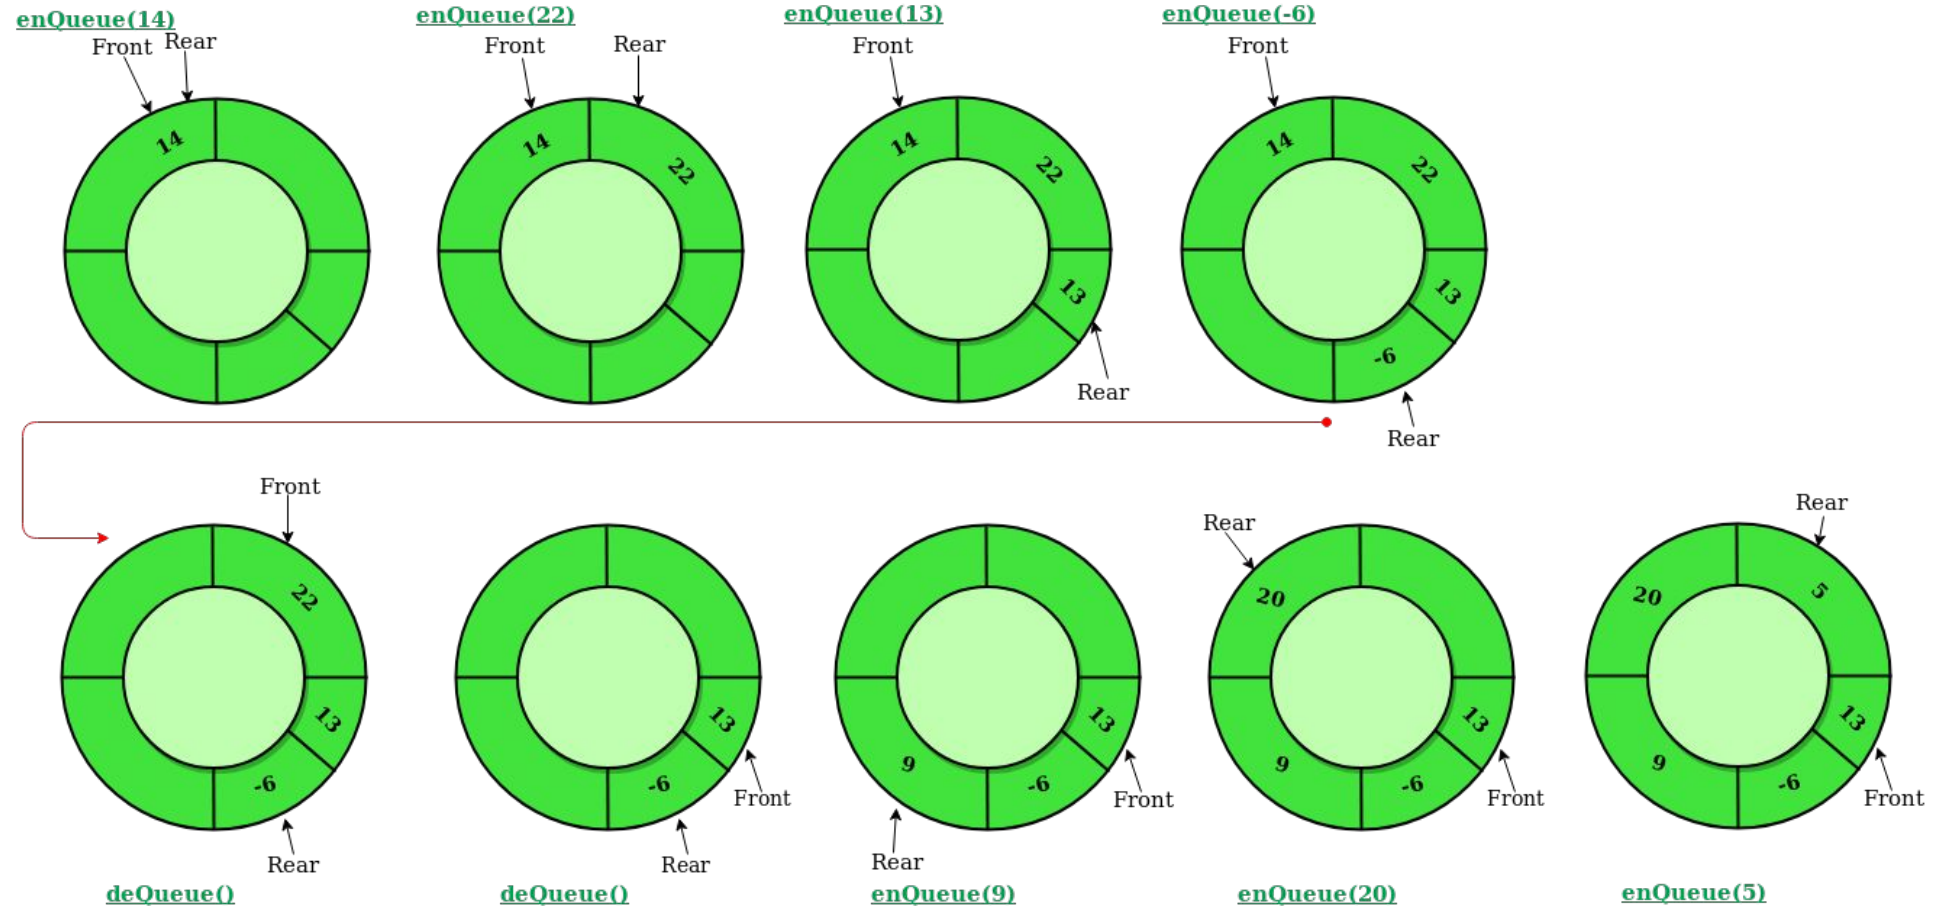 enQueue(14)
Front
Rear
14
enQueue(22)
Front
Rear
14
22
enQueue(13)
Front
14
22
13
Rear
enQueue(-6)
Front
14
22
13
-6
Rear
Front
22
13
-6
Rear
deQueue()
13
-6
Front
Rear
deQueue()
13
9
-6
Front
Rear
enQueue(9)
Rear
20
13
9
-6
Front
enQueue(20)
Rear
20
5
13
9
-6
Front
enQueue(5)